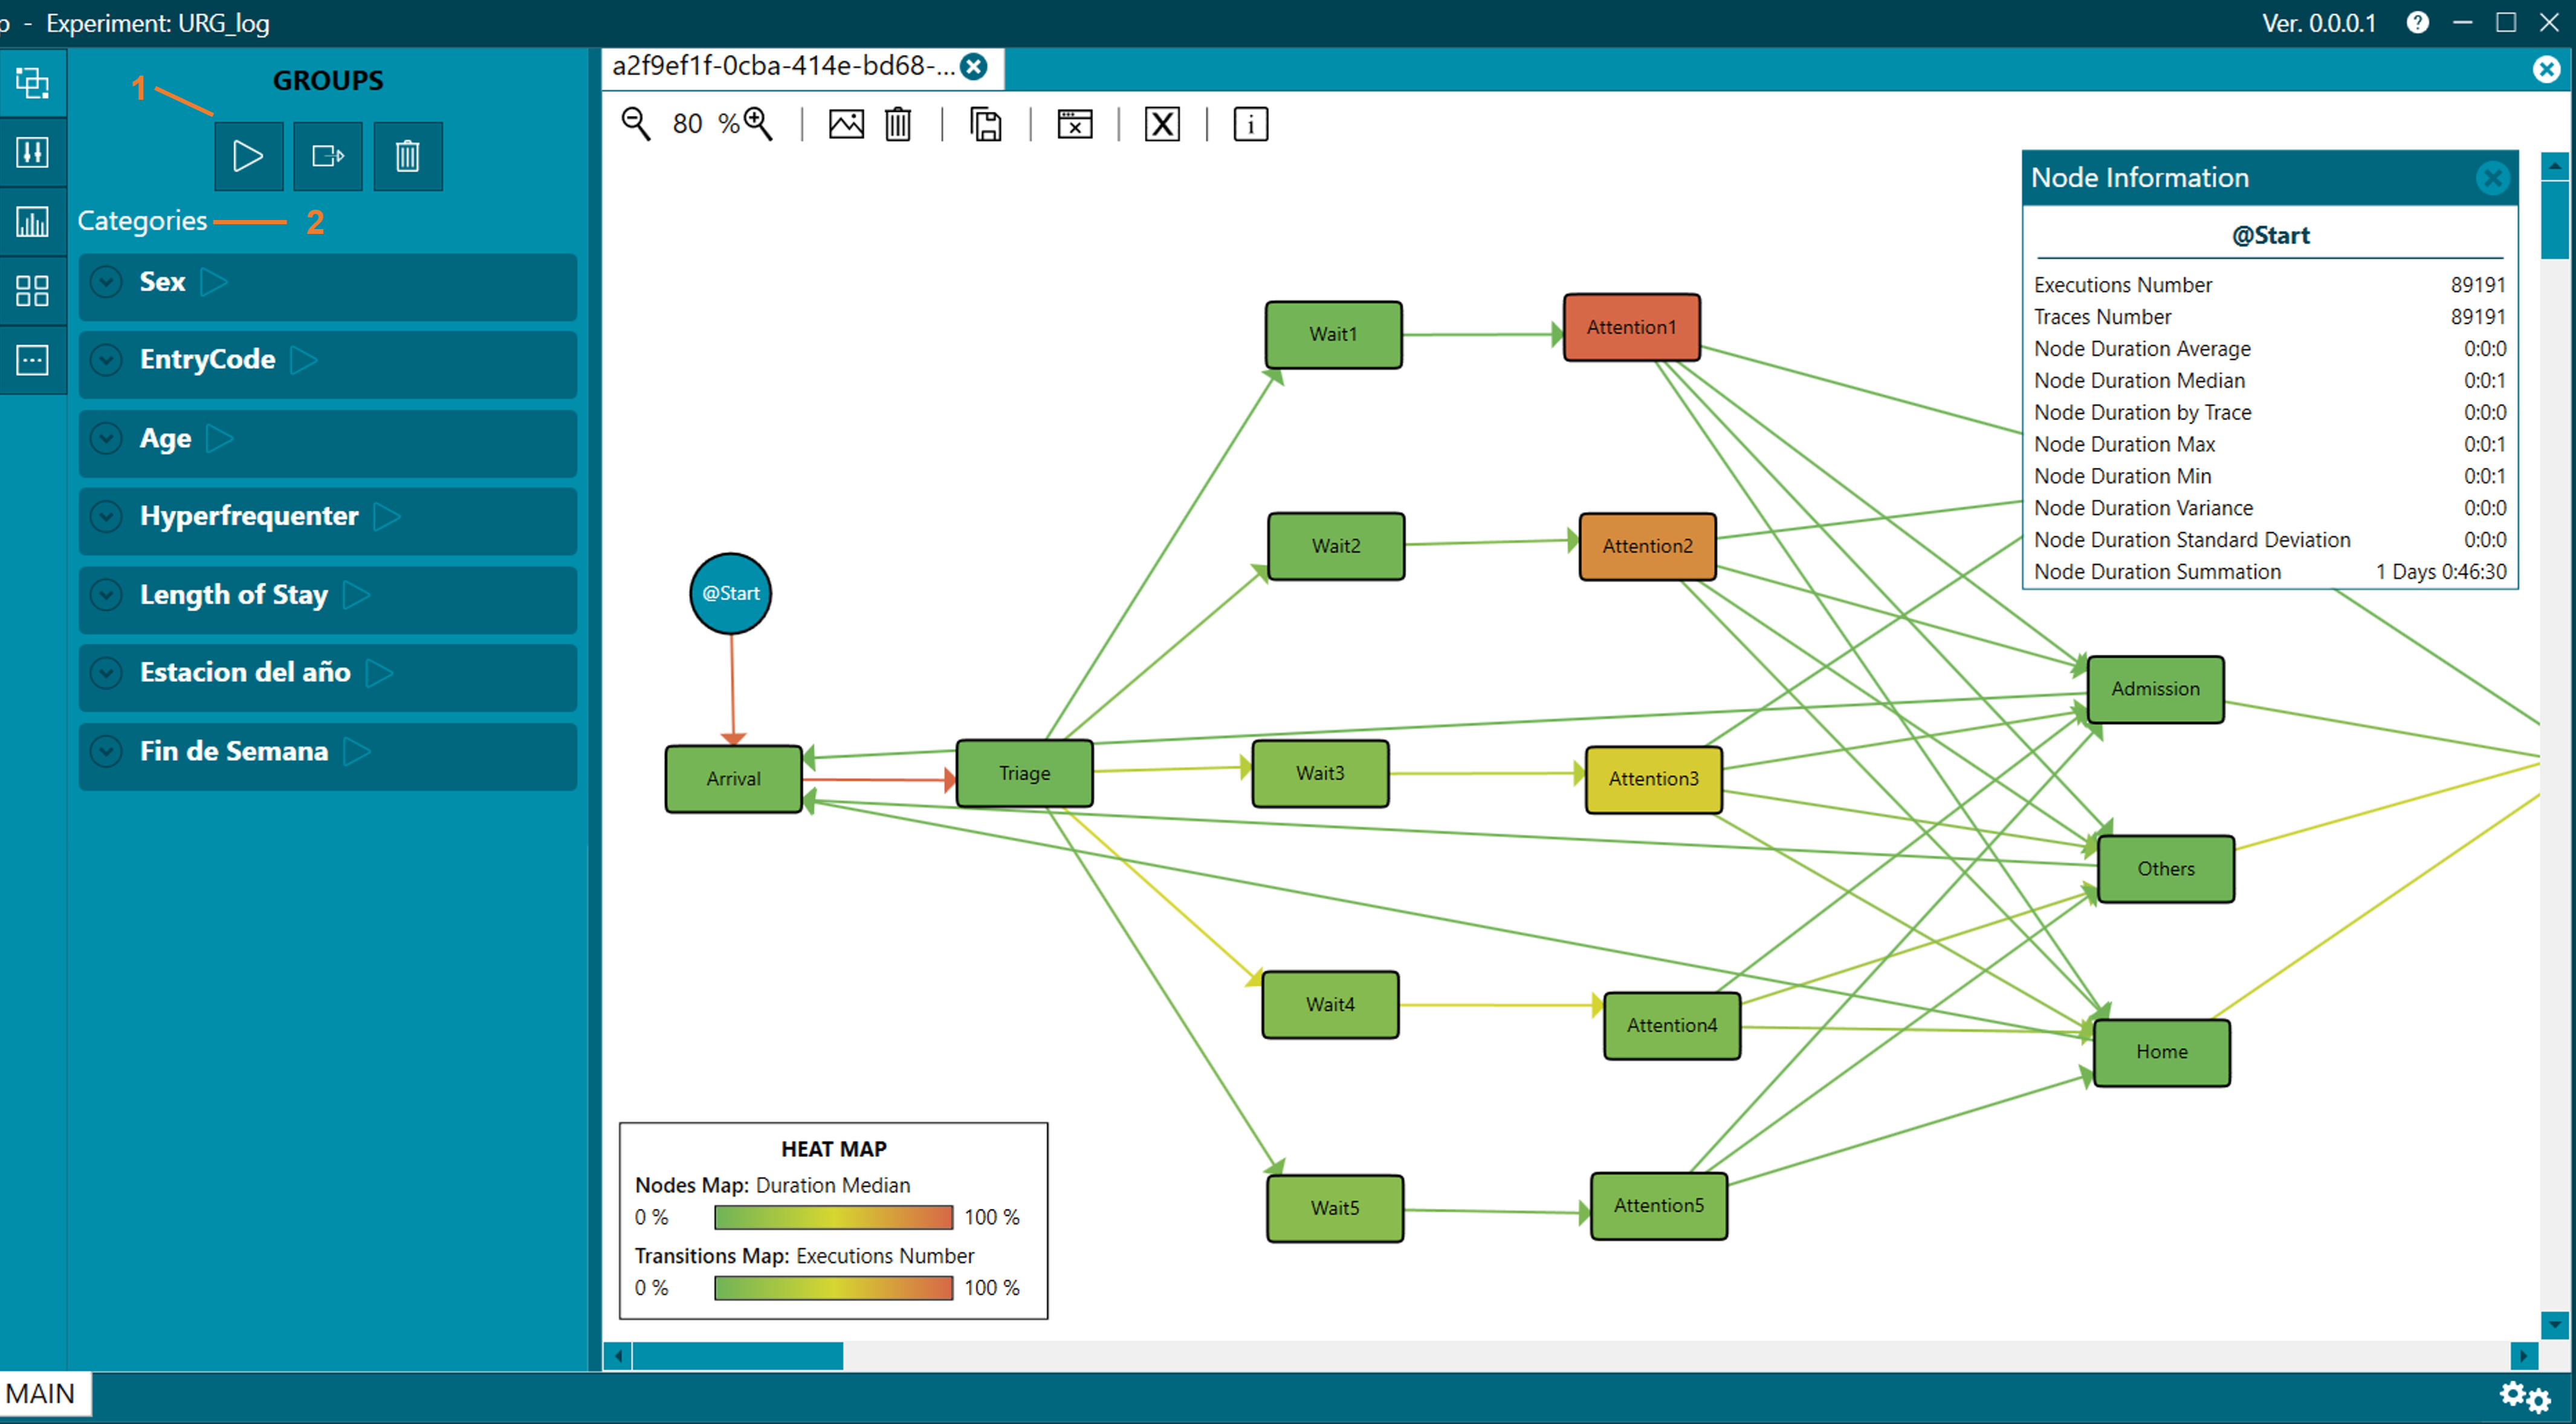 p - Experiment: URG_log
Ver. 0.0.0.1
GROUPS
1
Categories
2
Sex
EntryCode
Age
Hyperfrequenter
Length of Stay
Estacion del año
Fin de Semana
a2f9ef1f-0cba-414e-bd68-...
80 %
Node Information
@Start
Executions Number 89191
Traces Number 89191
Node Duration Average 0:0:0
Node Duration Median 0:0:1
Node Duration by Trace 0:0:0
Node Duration Max 0:0:1
Node Duration Min 0:0:1
Node Duration Variance 0:0:0
Node Duration Standard Deviation 0:0:0
Node Duration Summation 1 Days 0:46:30
Wait1
Attention1
Wait2
Attention2
@Start
Admission
Arrival
Triage
Wait3
Attention3
Others
Wait4
Attention4
Home
Wait5
Attention5
HEAT MAP
Nodes Map: Duration Median
0 % 100 %
Transitions Map: Executions Number
0 % 100 %
MAIN